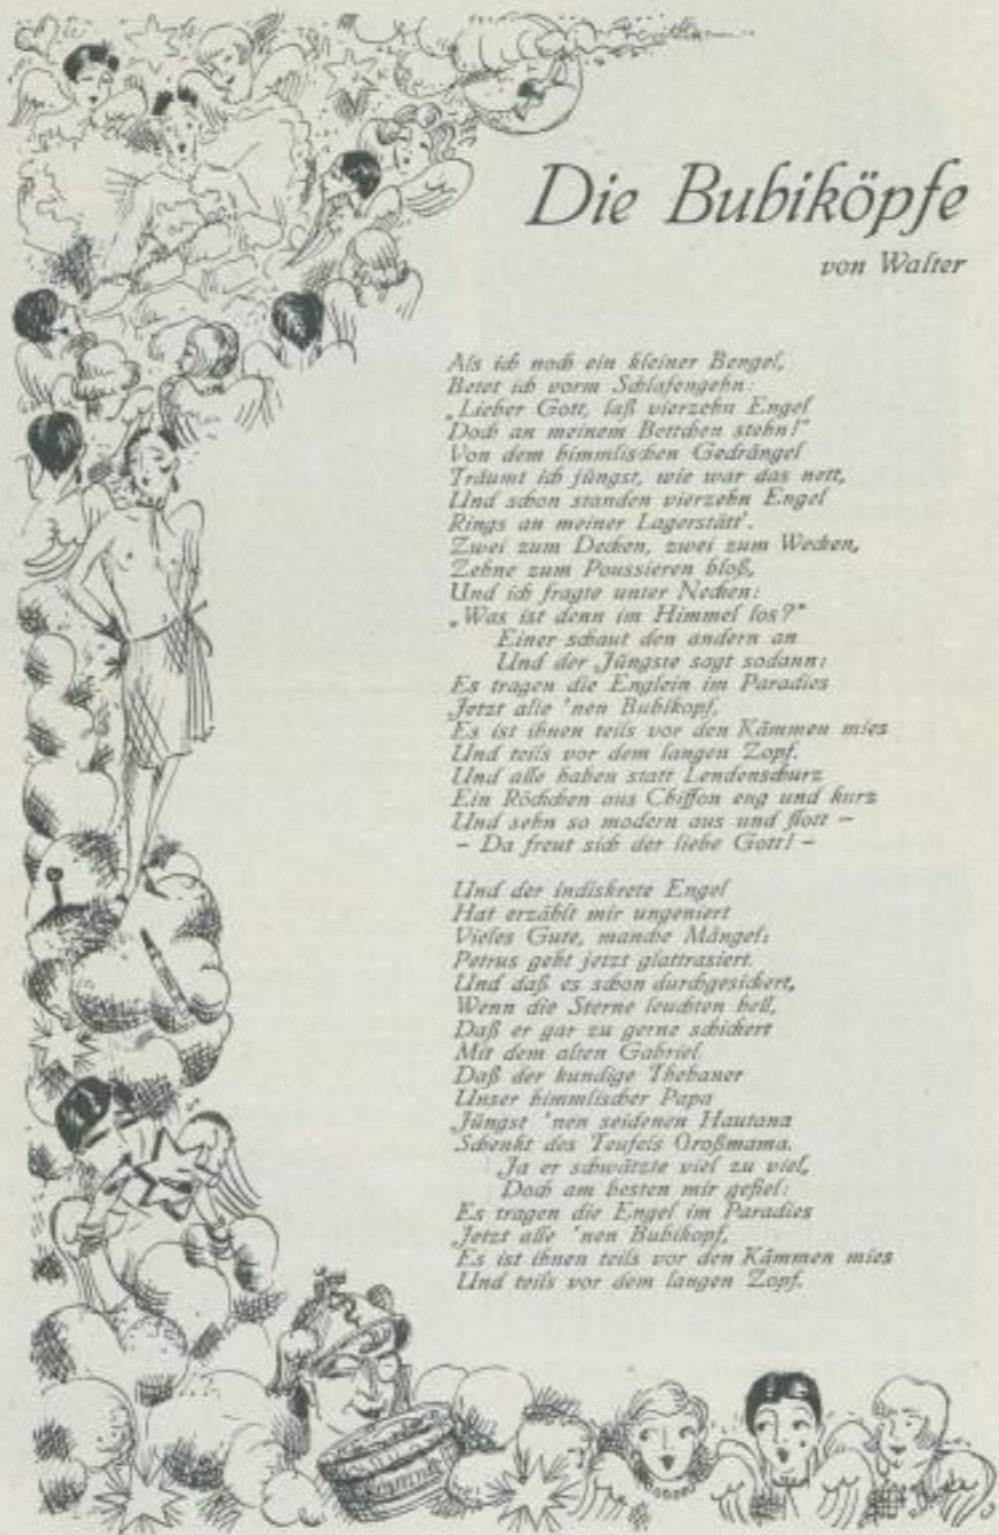 Die Bubiköpfe
von Walter
Als ich noch ein kleiner Bengel,
Betet ich vorm Schlafengehn:
„Lieber Gott, laß vierzehn Engel
Doch an meinem Bettchen stehn!“
Von dem himmlischen Gedrängel
Träumt ich jüngst, wie war das nett,
Und schon standen vierzehn Engel
Rings an meiner Lagerstätt'.
Zwei zum Decken, zwei zum Wecken,
Zehne zum Poussieren bloß,
Und ich fragte unter Necken:
„Was ist denn im Himmel los?“
Einer schaut den andern an
Und der Jüngste sagt sodann:
Es tragen die Englein im Paradies
Jetzt alle 'nen Bubikopf,
Es ist ihnen teils vor den Kämmen mies
Und teils vor dem langen Zopf.
Und alle haben statt Lendenschurz
Ein Röckchen aus Chiffon eng und kurz
Und sehn so modern aus und flott –
– Da freut sich der liebe Gott! –
Und der indiskrete Engel
Hat erzählt mir ungeniert
Vieles Gute, manche Mängel:
Petrus geht jetzt glattrasiert.
Und daß es schon durchgesickert,
Wenn die Sterne leuchten hell,
Daß er gar zu gerne schickert
Mit dem alten Gabriel.
Daß der kundige Thebaner
Unser himmlischer Papa
Jüngst 'nen seidenen Hautana
Schenkt des Teufels Großmama.
Ja er schwätzte viel zu viel,
Doch am besten mir gefiel:
Es tragen die Engel im Paradies
Jetzt alle 'nen Bubikopf,
Es ist ihnen teils vor den Kämmen mies
Und teils vor dem langen Zopf.